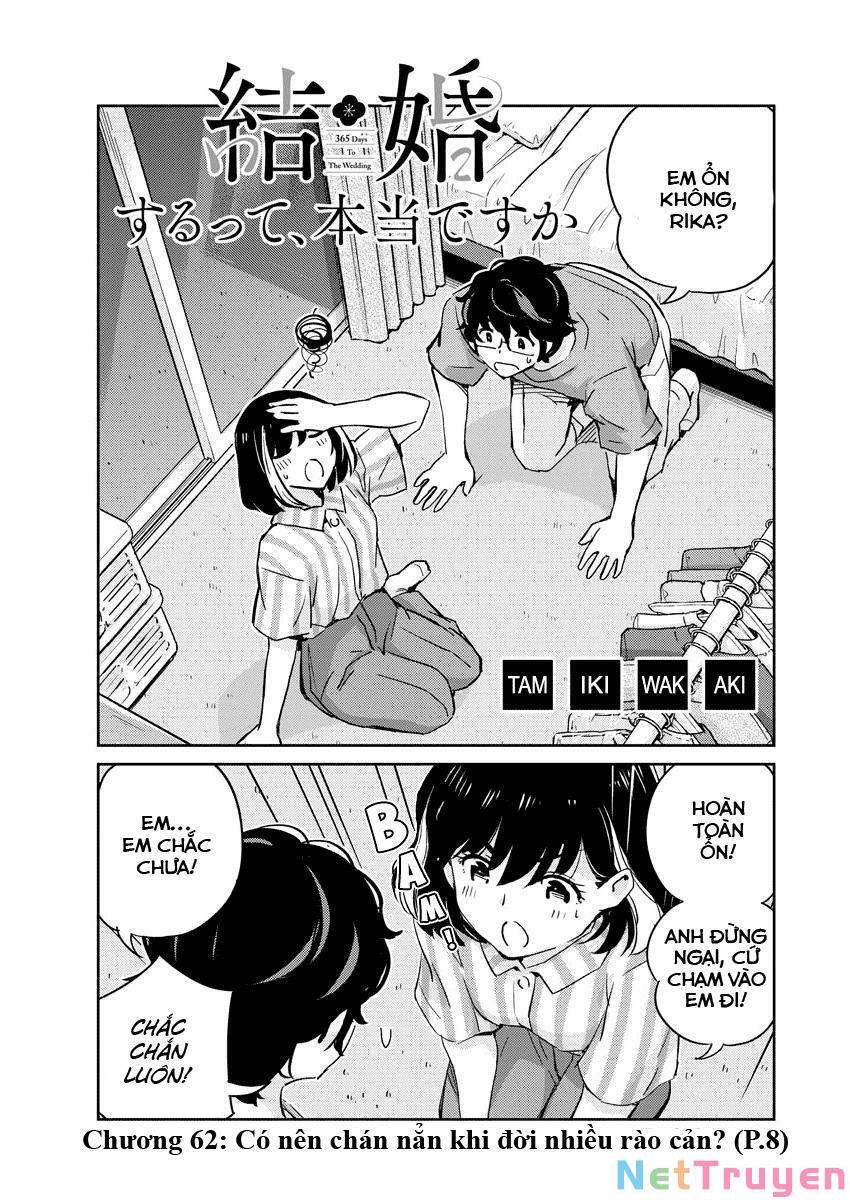 結婚
365 Days
To
The Wedding
するって、本当ですか
EM ỔN
KHÔNG,
RIKA?
TAM IKI WAK AKI
HOÀN
TOÀN
ỔN!
BAM!
EM...
EM CHẮC
CHƯA!
ANH ĐỪNG
NGẠI, CỨ
CHẠM VÀO
EM ĐI!
CHẮC
CHẮN
LUÔN!
Chương 62: Có nên chán nản khi đời nhiều rào cản? (P.8)
NetTruyen